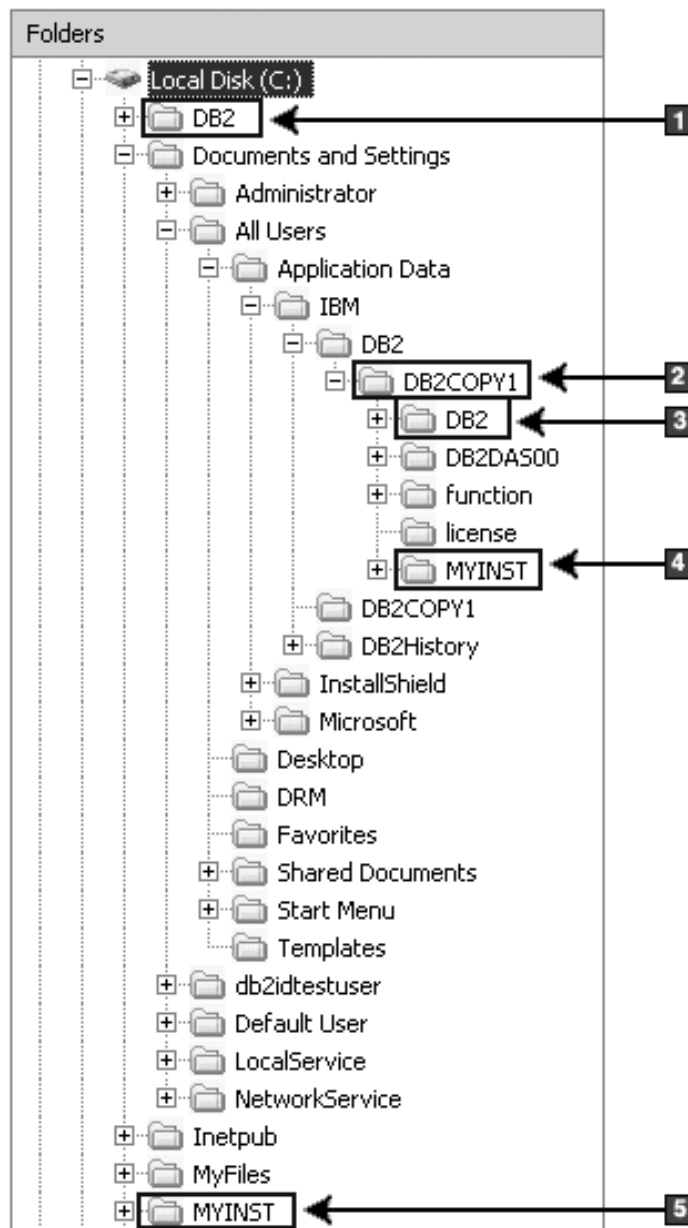 Folders
Local Disk (C:)
DB2 1
Documents and Settings
Administrator
All Users
Application Data
IBM
DB2
DB2COPY1 2
DB2 3
DB2DAS00
function
license
MYINST 4
DB2COPY1
DB2History
InstallShield
Microsoft
Desktop
DRM
Favorites
Shared Documents
Start Menu
Templates
db2idtestuser
Default User
LocalService
NetworkService
Inetpub
MyFiles
MYINST 5